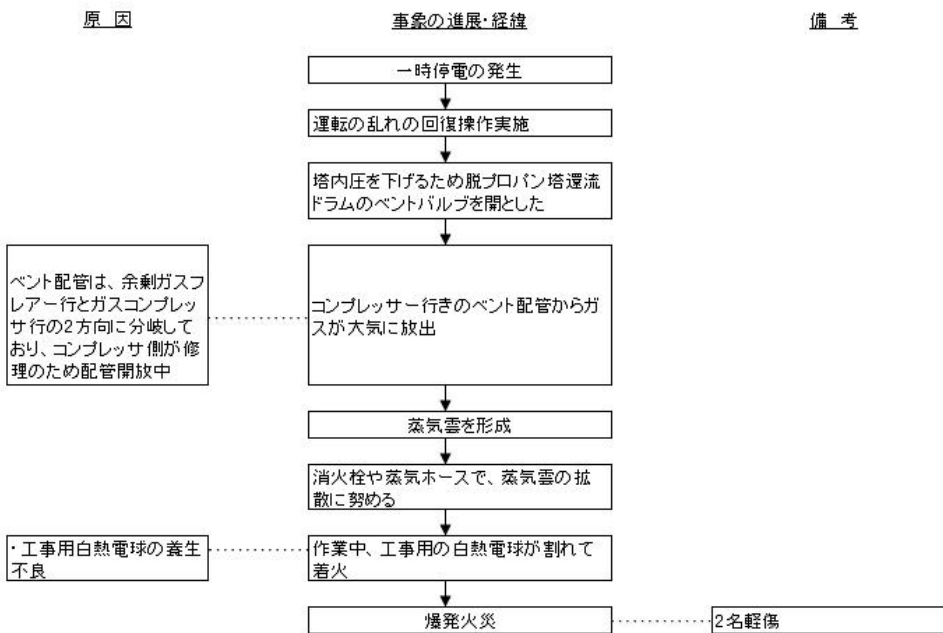 原 因
事象の進展・経緯
備 考
一時停電の発生
運転の乱れの回復操作実施
塔内圧を下げるため脱プロパン塔還流
ドラムのベントバルブを開とした
ベント配管は、余剰ガスフ
レアー行とガスコンプレッ
サ行の2方向に分岐して
おり、コンプレッサ側が修
理のため配管開放中
コンプレッサー行きのベント配管からガ
スが大気に放出
蒸気雲を形成
消火栓や蒸気ホースで、蒸気雲の拡
散に努める
・工事用白熱電球の養生
不良
作業中、工事用の白熱電球が割れて
着火
爆発火災
2名軽傷